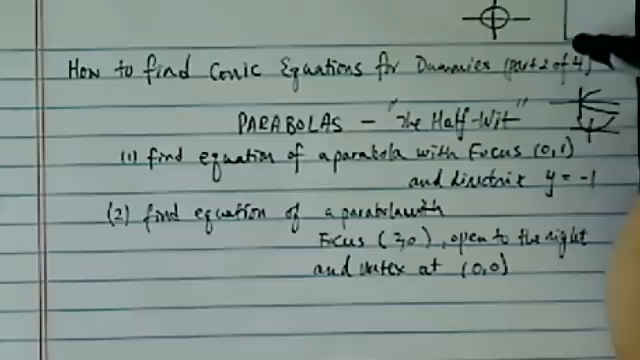 How to find Conic Equations for Dummies (part 2 of 4)
PARABOLAS - "The Half-Wit"
(1) find equation of a parabola with Focus (0,1)
and directrix y = -1
(2) find equation of a parabola with
Focus (3,0), open to the right
and vertex at (0,0)